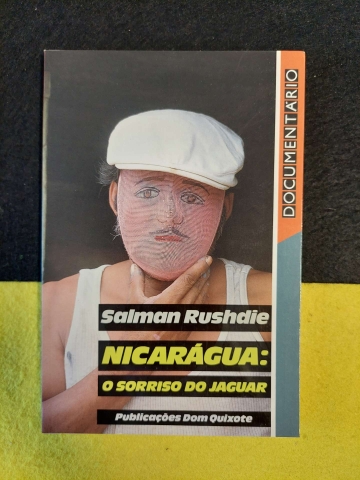 DOCUMENTÁRIO
Salman Rushdie
NICARÁGUA:
O SORRISO DO JAGUAR
Publicações Dom Quixote